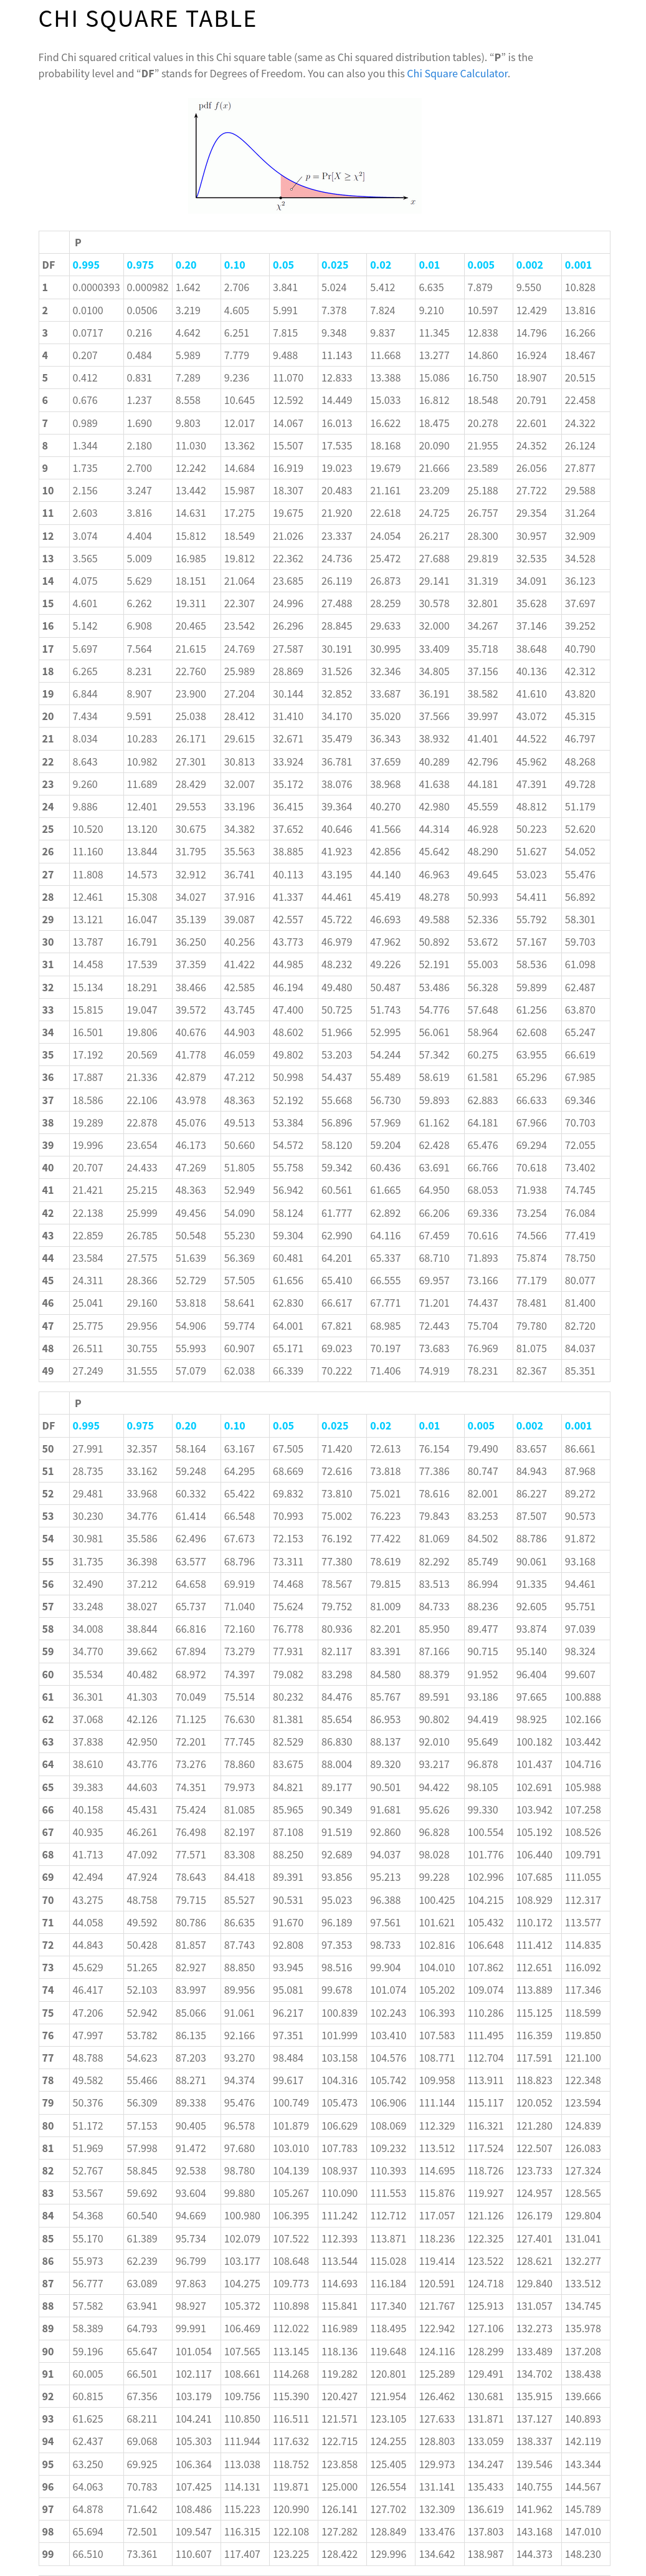 CHI SQUARE TABLE
Find Chi squared critical values in this Chi square table (same as Chi squared distribution tables). “P” is the
probability level and “DF” stands for Degrees of Freedom. You can also you this Chi Square Calculator.
pdf f(x)
p = Pr[X ≥ χ²]
χ²
x
P
DF 0.995 0.975 0.20 0.10 0.05 0.025 0.02 0.01 0.005 0.002 0.001
1 0.0000393 0.000982 1.642 2.706 3.841 5.024 5.412 6.635 7.879 9.550 10.828
2 0.0100 0.0506 3.219 4.605 5.991 7.378 7.824 9.210 10.597 12.429 13.816
3 0.0717 0.216 4.642 6.251 7.815 9.348 9.837 11.345 12.838 14.796 16.266
4 0.207 0.484 5.989 7.779 9.488 11.143 11.668 13.277 14.860 16.924 18.467
5 0.412 0.831 7.289 9.236 11.070 12.833 13.388 15.086 16.750 18.907 20.515
6 0.676 1.237 8.558 10.645 12.592 14.449 15.033 16.812 18.548 20.791 22.458
7 0.989 1.690 9.803 12.017 14.067 16.013 16.622 18.475 20.278 22.601 24.322
8 1.344 2.180 11.030 13.362 15.507 17.535 18.168 20.090 21.955 24.352 26.124
9 1.735 2.700 12.242 14.684 16.919 19.023 19.679 21.666 23.589 26.056 27.877
10 2.156 3.247 13.442 15.987 18.307 20.483 21.161 23.209 25.188 27.722 29.588
11 2.603 3.816 14.631 17.275 19.675 21.920 22.618 24.725 26.757 29.354 31.264
12 3.074 4.404 15.812 18.549 21.026 23.337 24.054 26.217 28.300 30.957 32.909
13 3.565 5.009 16.985 19.812 22.362 24.736 25.472 27.688 29.819 32.535 34.528
14 4.075 5.629 18.151 21.064 23.685 26.119 26.873 29.141 31.319 34.091 36.123
15 4.601 6.262 19.311 22.307 24.996 27.488 28.259 30.578 32.801 35.628 37.697
16 5.142 6.908 20.465 23.542 26.296 28.845 29.633 32.000 34.267 37.146 39.252
17 5.697 7.564 21.615 24.769 27.587 30.191 30.995 33.409 35.718 38.648 40.790
18 6.265 8.231 22.760 25.989 28.869 31.526 32.346 34.805 37.156 40.136 42.312
19 6.844 8.907 23.900 27.204 30.144 32.852 33.687 36.191 38.582 41.610 43.820
20 7.434 9.591 25.038 28.412 31.410 34.170 35.020 37.566 39.997 43.072 45.315
21 8.034 10.283 26.171 29.615 32.671 35.479 36.343 38.932 41.401 44.522 46.797
22 8.643 10.982 27.301 30.813 33.924 36.781 37.659 40.289 42.796 45.962 48.268
23 9.260 11.689 28.429 32.007 35.172 38.076 38.968 41.638 44.181 47.391 49.728
24 9.886 12.401 29.553 33.196 36.415 39.364 40.270 42.980 45.559 48.812 51.179
25 10.520 13.120 30.675 34.382 37.652 40.646 41.566 44.314 46.928 50.223 52.620
26 11.160 13.844 31.795 35.563 38.885 41.923 42.856 45.642 48.290 51.627 54.052
27 11.808 14.573 32.912 36.741 40.113 43.195 44.140 46.963 49.645 53.023 55.476
28 12.461 15.308 34.027 37.916 41.337 44.461 45.419 48.278 50.993 54.411 56.892
29 13.121 16.047 35.139 39.087 42.557 45.722 46.693 49.588 52.336 55.792 58.301
30 13.787 16.791 36.250 40.256 43.773 46.979 47.962 50.892 53.672 57.167 59.703
31 14.458 17.539 37.359 41.422 44.985 48.232 49.226 52.191 55.003 58.536 61.098
32 15.134 18.291 38.466 42.585 46.194 49.480 50.487 53.486 56.328 59.899 62.487
33 15.815 19.047 39.572 43.745 47.400 50.725 51.743 54.776 57.648 61.256 63.870
34 16.501 19.806 40.676 44.903 48.602 51.966 52.995 56.061 58.964 62.608 65.247
35 17.192 20.569 41.778 46.059 49.802 53.203 54.244 57.342 60.275 63.955 66.619
36 17.887 21.336 42.879 47.212 50.998 54.437 55.489 58.619 61.581 65.296 67.985
37 18.586 22.106 43.978 48.363 52.192 55.668 56.730 59.893 62.883 66.633 69.346
38 19.289 22.878 45.076 49.513 53.384 56.896 57.969 61.162 64.181 67.966 70.703
39 19.996 23.654 46.173 50.660 54.572 58.120 59.204 62.428 65.476 69.294 72.055
40 20.707 24.433 47.269 51.805 55.758 59.342 60.436 63.691 66.766 70.618 73.402
41 21.421 25.215 48.363 52.949 56.942 60.561 61.665 64.950 68.053 71.938 74.745
42 22.138 25.999 49.456 54.090 58.124 61.777 62.892 66.206 69.336 73.254 76.084
43 22.859 26.785 50.548 55.230 59.304 62.990 64.116 67.459 70.616 74.566 77.419
44 23.584 27.575 51.639 56.369 60.481 64.201 65.337 68.710 71.893 75.874 78.750
45 24.311 28.366 52.729 57.505 61.656 65.410 66.555 69.957 73.166 77.179 80.077
46 25.041 29.160 53.818 58.641 62.830 66.617 67.771 71.201 74.437 78.481 81.400
47 25.775 29.956 54.906 59.774 64.001 67.821 68.985 72.443 75.704 79.780 82.720
48 26.511 30.755 55.993 60.907 65.171 69.023 70.197 73.683 76.969 81.075 84.037
49 27.249 31.555 57.079 62.038 66.339 70.222 71.406 74.919 78.231 82.367 85.351
P
DF 0.995 0.975 0.20 0.10 0.05 0.025 0.02 0.01 0.005 0.002 0.001
50 27.991 32.357 58.164 63.167 67.505 71.420 72.613 76.154 79.490 83.657 86.661
51 28.735 33.162 59.248 64.295 68.669 72.616 73.818 77.386 80.747 84.943 87.968
52 29.481 33.968 60.332 65.422 69.832 73.810 75.021 78.616 82.001 86.227 89.272
53 30.230 34.776 61.414 66.548 70.993 75.002 76.223 79.843 83.253 87.507 90.573
54 30.981 35.586 62.496 67.673 72.153 76.192 77.422 81.069 84.502 88.786 91.872
55 31.735 36.398 63.577 68.796 73.311 77.380 78.619 82.292 85.749 90.061 93.168
56 32.490 37.212 64.658 69.919 74.468 78.567 79.815 83.513 86.994 91.335 94.461
57 33.248 38.027 65.737 71.040 75.624 79.752 81.009 84.733 88.236 92.605 95.751
58 34.008 38.844 66.816 72.160 76.778 80.936 82.201 85.950 89.477 93.874 97.039
59 34.770 39.662 67.894 73.279 77.931 82.117 83.391 87.166 90.715 95.140 98.324
60 35.534 40.482 68.972 74.397 79.082 83.298 84.580 88.379 91.952 96.404 99.607
61 36.301 41.303 70.049 75.514 80.232 84.476 85.767 89.591 93.186 97.665 100.888
62 37.068 42.126 71.125 76.630 81.381 85.654 86.953 90.802 94.419 98.925 102.166
63 37.838 42.950 72.201 77.745 82.529 86.830 88.137 92.010 95.649 100.182 103.442
64 38.610 43.776 73.276 78.860 83.675 88.004 89.320 93.217 96.878 101.437 104.716
65 39.383 44.603 74.351 79.973 84.821 89.177 90.501 94.422 98.105 102.691 105.988
66 40.158 45.431 75.424 81.085 85.965 90.349 91.681 95.626 99.330 103.942 107.258
67 40.935 46.261 76.498 82.197 87.108 91.519 92.860 96.828 100.554 105.192 108.526
68 41.713 47.092 77.571 83.308 88.250 92.689 94.037 98.028 101.776 106.440 109.791
69 42.494 47.924 78.643 84.418 89.391 93.856 95.213 99.228 102.996 107.685 111.055
70 43.275 48.758 79.715 85.527 90.531 95.023 96.388 100.425 104.215 108.929 112.317
71 44.058 49.592 80.786 86.635 91.670 96.189 97.561 101.621 105.432 110.172 113.577
72 44.843 50.428 81.857 87.743 92.808 97.353 98.733 102.816 106.648 111.412 114.835
73 45.629 51.265 82.927 88.850 93.945 98.516 99.904 104.010 107.862 112.651 116.092
74 46.417 52.103 83.997 89.956 95.081 99.678 101.074 105.202 109.074 113.889 117.346
75 47.206 52.942 85.066 91.061 96.217 100.839 102.243 106.393 110.286 115.125 118.599
76 47.997 53.782 86.135 92.166 97.351 101.999 103.410 107.583 111.495 116.359 119.850
77 48.788 54.623 87.203 93.270 98.484 103.158 104.576 108.771 112.704 117.591 121.100
78 49.582 55.466 88.271 94.374 99.617 104.316 105.742 109.958 113.911 118.823 122.348
79 50.376 56.309 89.338 95.476 100.749 105.473 106.906 111.144 115.117 120.052 123.594
80 51.172 57.153 90.405 96.578 101.879 106.629 108.069 112.329 116.321 121.280 124.839
81 51.969 57.998 91.472 97.680 103.010 107.783 109.232 113.512 117.524 122.507 126.083
82 52.767 58.845 92.538 98.780 104.139 108.937 110.393 114.695 118.726 123.733 127.324
83 53.567 59.692 93.604 99.880 105.267 110.090 111.553 115.876 119.927 124.957 128.565
84 54.368 60.540 94.669 100.980 106.395 111.242 112.712 117.057 121.126 126.179 129.804
85 55.170 61.389 95.734 102.079 107.522 112.393 113.871 118.236 122.325 127.401 131.041
86 55.973 62.239 96.799 103.177 108.648 113.544 115.028 119.414 123.522 128.621 132.277
87 56.777 63.089 97.863 104.275 109.773 114.693 116.184 120.591 124.718 129.840 133.512
88 57.582 63.941 98.927 105.372 110.898 115.841 117.340 121.767 125.913 131.057 134.745
89 58.389 64.793 99.991 106.469 112.022 116.989 118.495 122.942 127.106 132.273 135.978
90 59.196 65.647 101.054 107.565 113.145 118.136 119.648 124.116 128.299 133.489 137.208
91 60.005 66.501 102.117 108.661 114.268 119.282 120.801 125.289 129.491 134.702 138.438
92 60.815 67.356 103.179 109.756 115.390 120.427 121.954 126.462 130.681 135.915 139.666
93 61.625 68.211 104.241 110.850 116.511 121.571 123.105 127.633 131.871 137.127 140.893
94 62.437 69.068 105.303 111.944 117.632 122.715 124.255 128.803 133.059 138.337 142.119
95 63.250 69.925 106.364 113.038 118.752 123.858 125.405 129.973 134.247 139.546 143.344
96 64.063 70.783 107.425 114.131 119.871 125.000 126.554 131.141 135.433 140.755 144.567
97 64.878 71.642 108.486 115.223 120.990 126.141 127.702 132.309 136.619 141.962 145.789
98 65.694 72.501 109.547 116.315 122.108 127.282 128.849 133.476 137.803 143.168 147.010
99 66.510 73.361 110.607 117.407 123.225 128.422 129.996 134.642 138.987 144.373 148.230